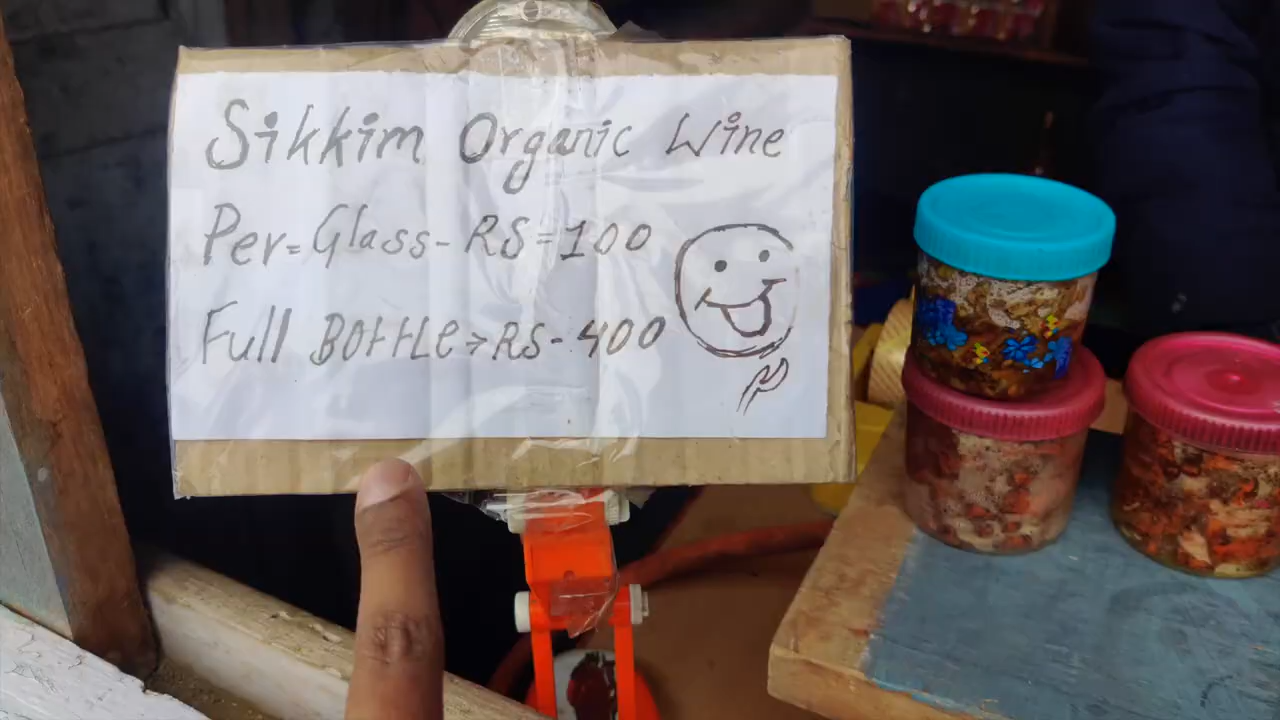 Sikkim Organic Wine
Per=Glass-RS=100
Full BOTTLE→RS-400